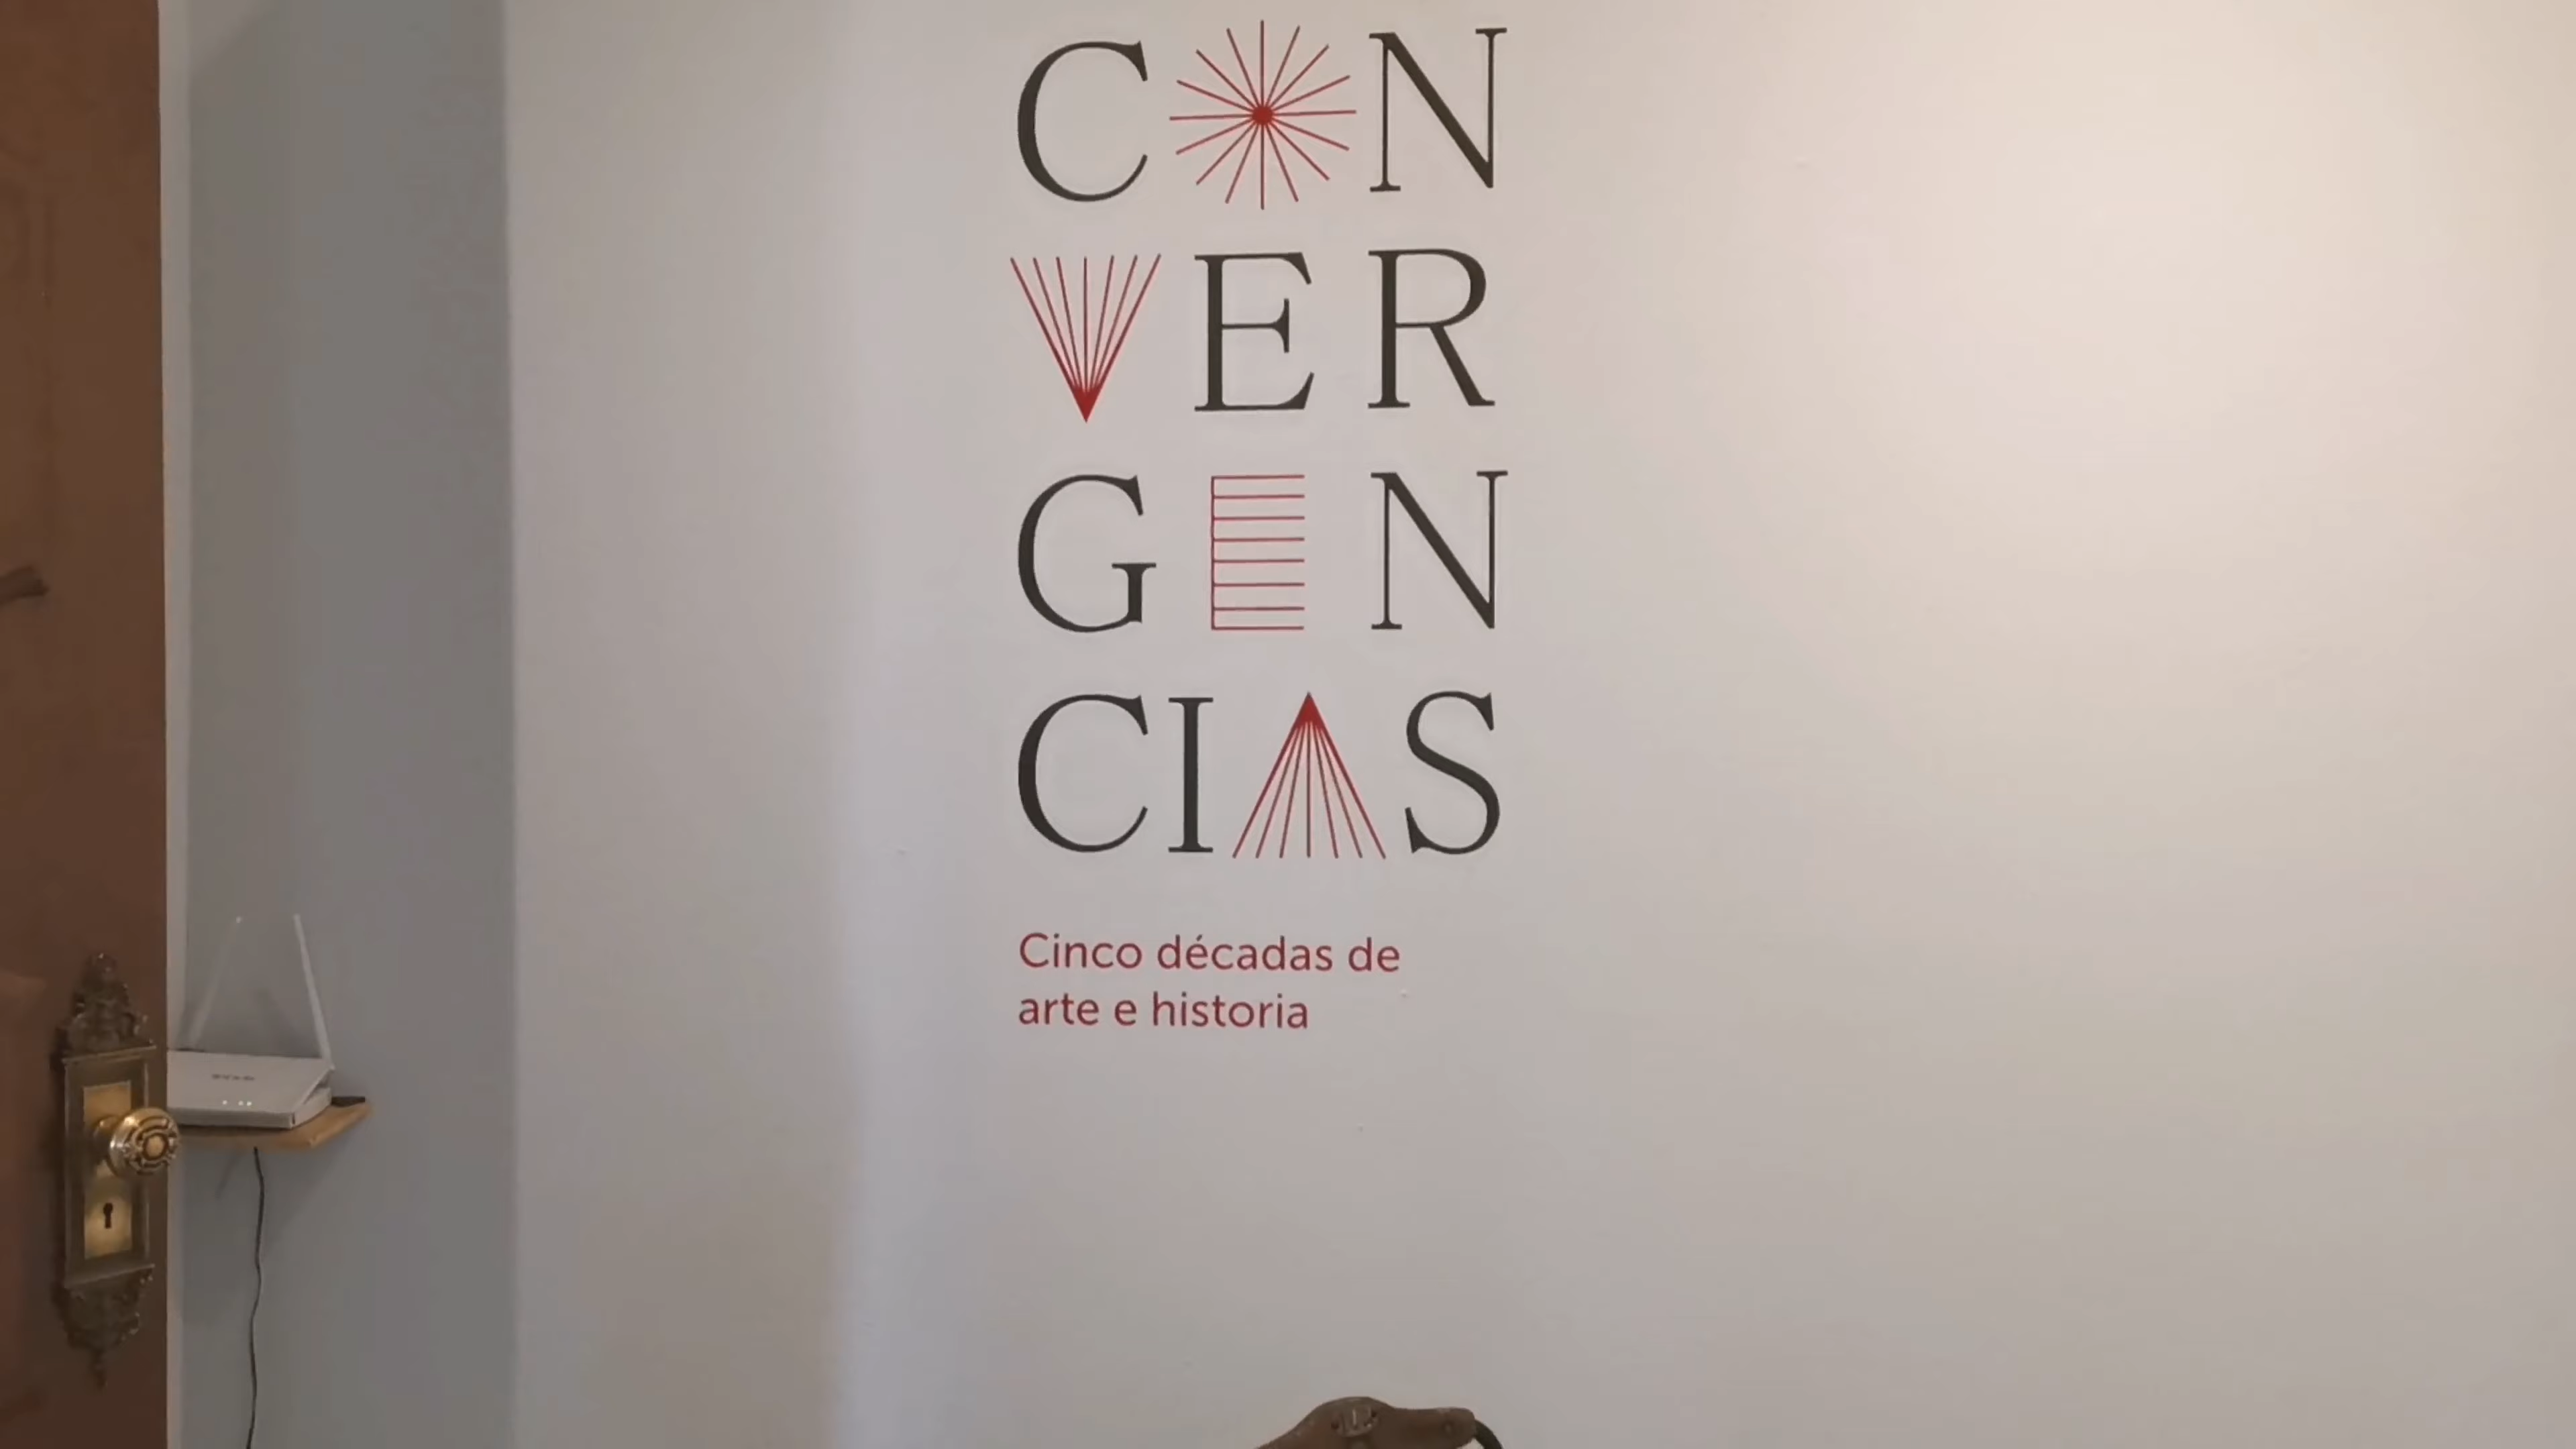 CON
VER
GEN
CIAS
Cinco décadas de
arte e historia